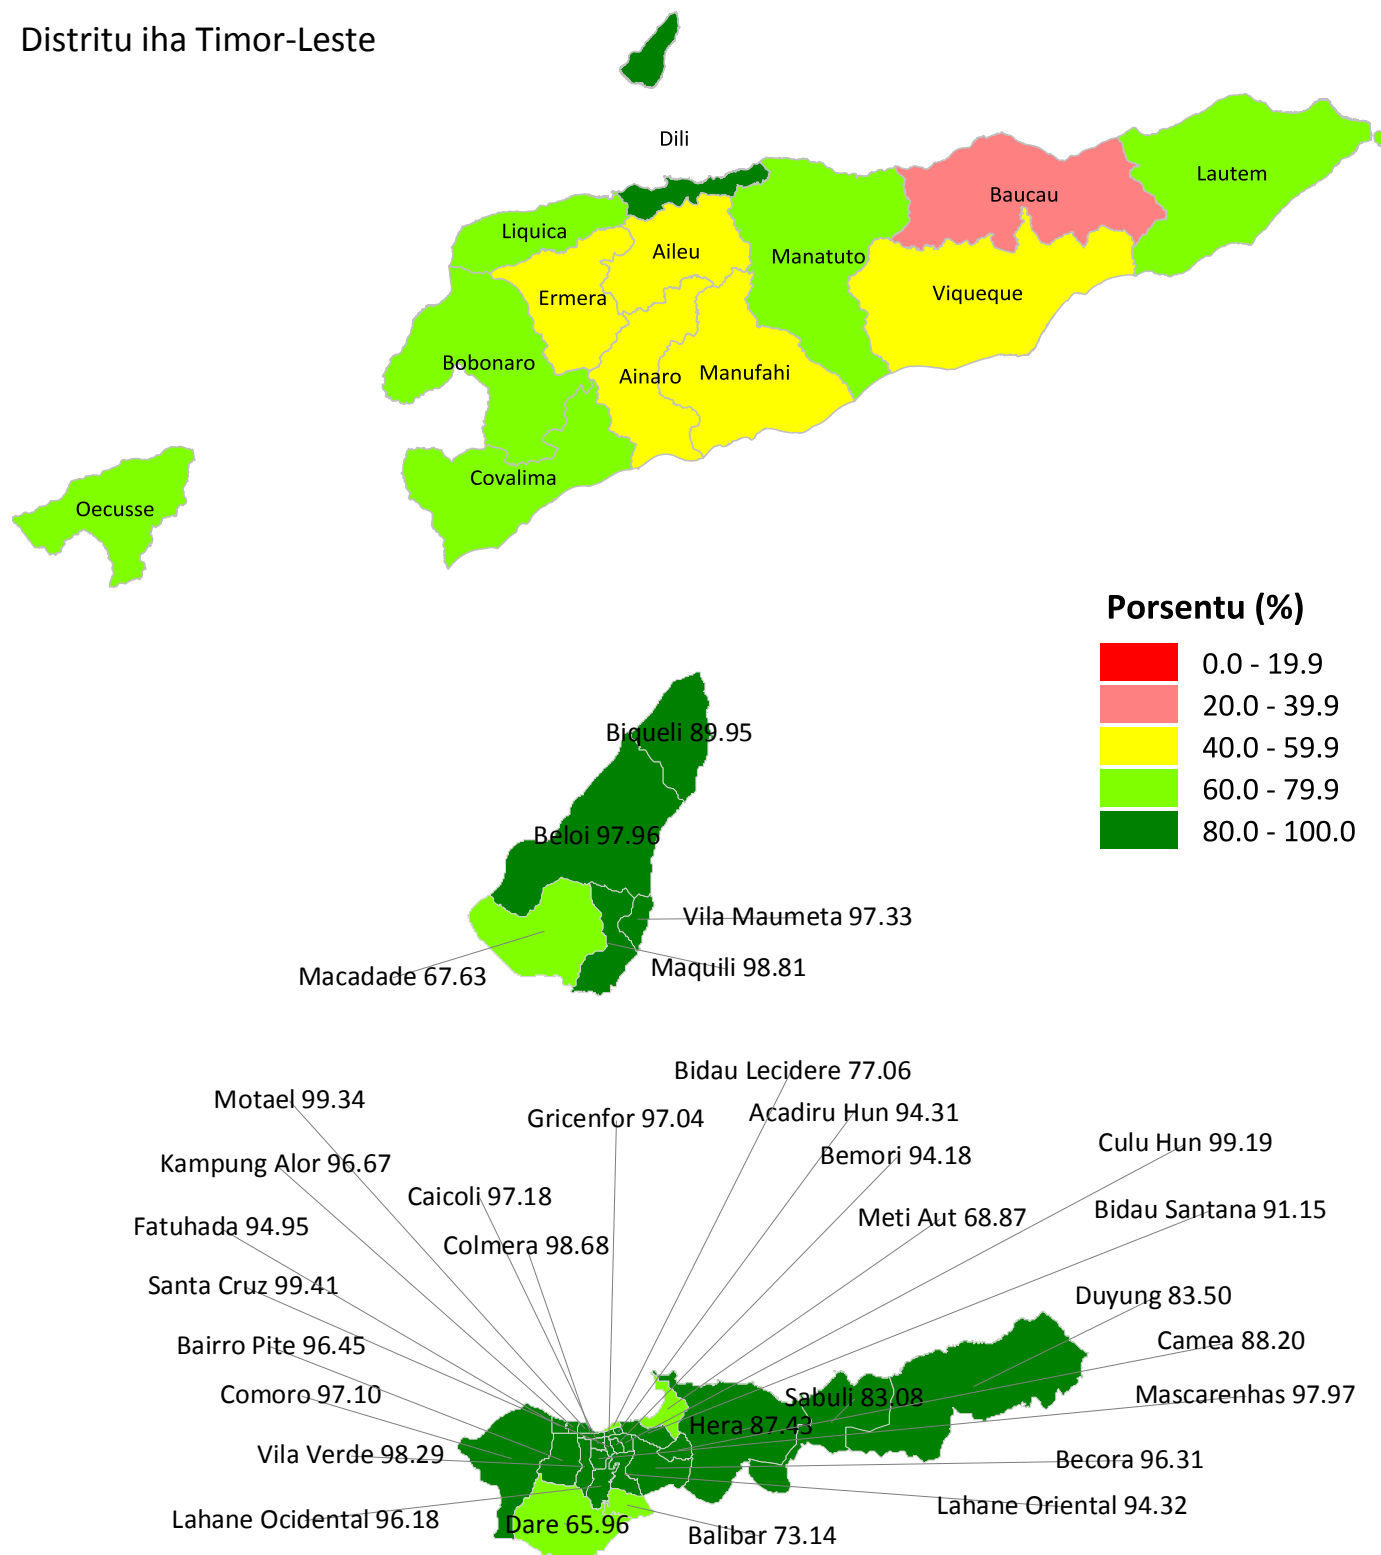 Distritu iha Timor-Leste
Dili
Lautem
Baucau
Liquica
Aileu
Manatuto
Viqueque
Ermera
Bobonaro
Ainaro
Manufahi
Covalima
Oecusse
Porsentu (%)
0.0 - 19.9
20.0 - 39.9
40.0 - 59.9
60.0 - 79.9
80.0 - 100.0
Biqueli 89.95
Beloi 97.96
Vila Maumeta 97.33
Maquili 98.81
Macadade 67.63
Bidau Lecidere 77.06
Motael 99.34
Gricenfor 97.04
Acadiru Hun 94.31
Culu Hun 99.19
Bemori 94.18
Kampung Alor 96.67
Caicoli 97.18
Bidau Santana 91.15
Meti Aut 68.87
Fatuhada 94.95
Colmera 98.68
Santa Cruz 99.41
Duyung 83.50
Camea 88.20
Bairro Pite 96.45
Comoro 97.10
Mascarenhas 97.97
Sabuli 83.08
Hera 87.43
Vila Verde 98.29
Becora 96.31
Lahane Oriental 94.32
Lahane Ocidental 96.18
Dare 65.96
Balibar 73.14